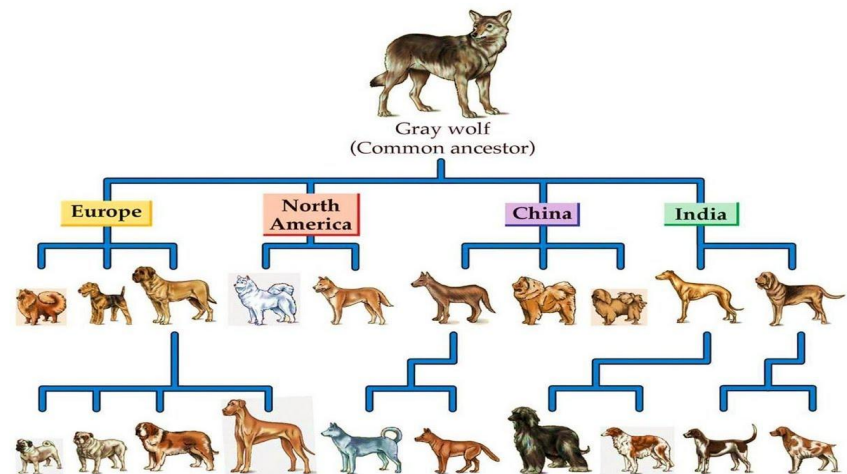 Gray wolf
(Common ancestor)
Europe
North
America
China
India